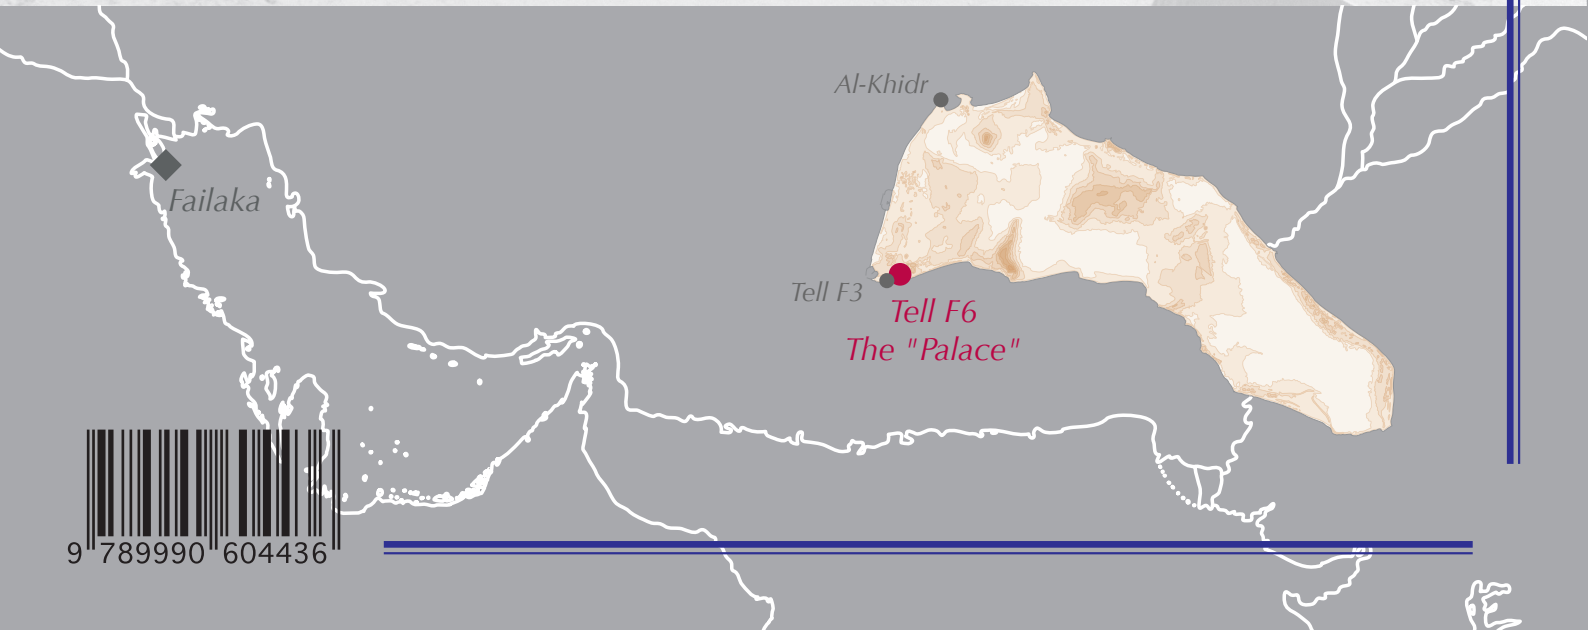 Al-Khidr
Failaka
Tell F3
Tell F6
The "Palace"
9 789990 604436